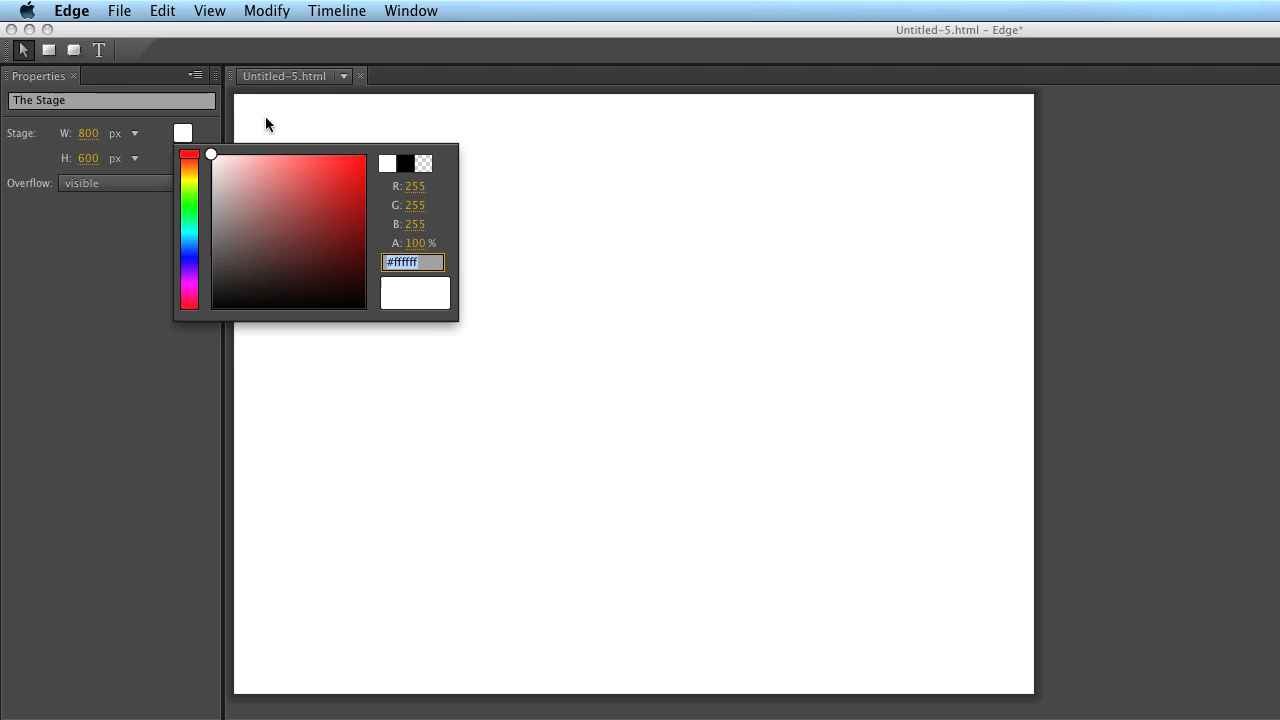 Edge File Edit View Modify Timeline Window
Untitled-5.html - Edge*
T
Properties × Untitled-5.html ×
The Stage
Stage: W: 800 px
H: 600 px
Overflow: visible
R: 255
G: 255
B: 255
A: 100 %
#ffffff